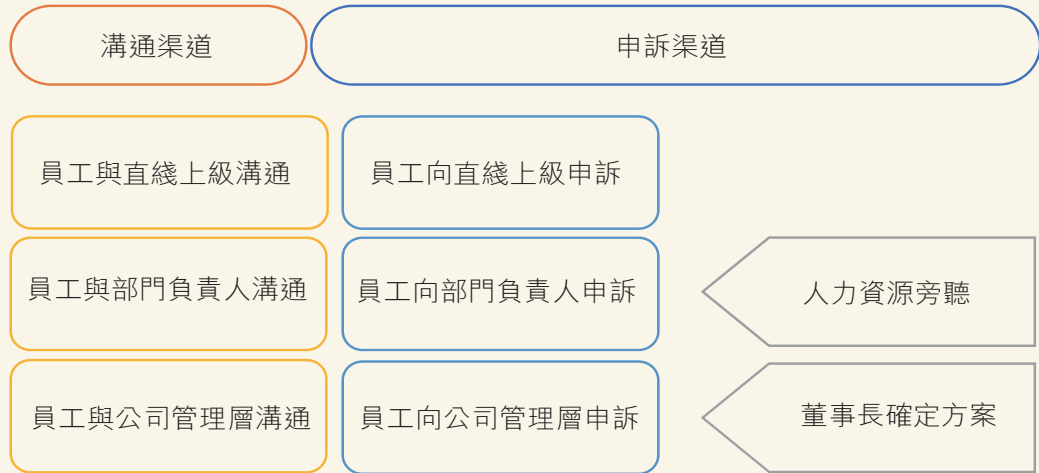 溝通渠道
申訴渠道
員工與直綫上級溝通
員工向直綫上級申訴
員工與部門負責人溝通
員工向部門負責人申訴
人力資源旁聽
員工與公司管理層溝通
員工向公司管理層申訴
董事長確定方案